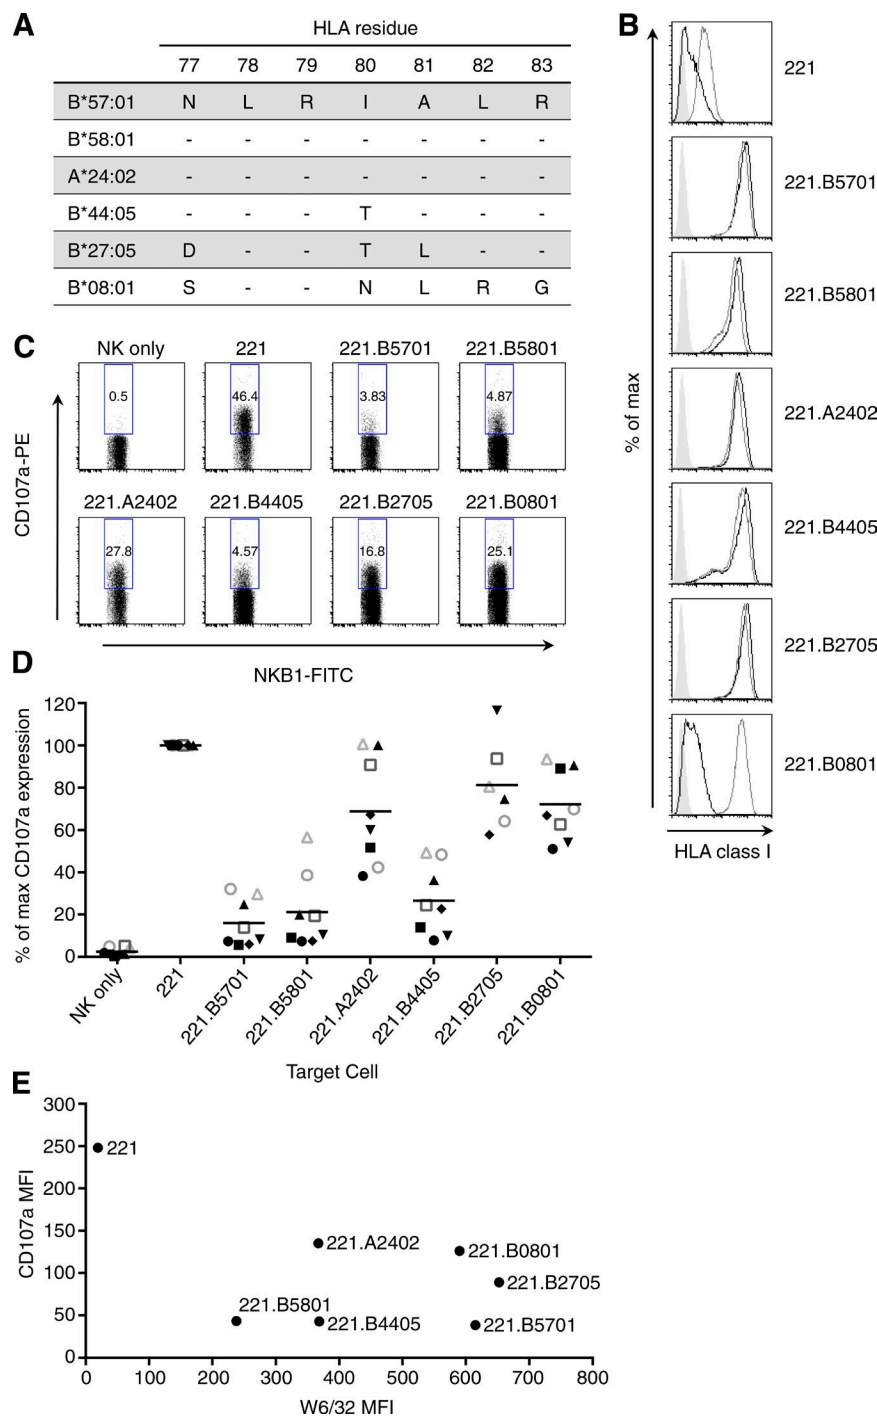 A
HLA residue
77 78 79 80 81 82 83
B*57:01 N L R I A L R
B*58:01 - - - - - - -
A*24:02 - - - - - - -
B*44:05 - - - T - - -
B*27:05 D - - T L - -
B*08:01 S - - N L R G
B
221
221.B5701
221.B5801
221.A2402
221.B4405
221.B2705
221.B0801
% of max
HLA class I
C
NK only 221 221.B5701 221.B5801
0.5 46.4 3.83 4.87
221.A2402 221.B4405 221.B2705 221.B0801
27.8 4.57 16.8 25.1
CD107a-PE
NKB1-FITC
D
% of max CD107a expression
120
100
80
60
40
20
0
NK only
221
221.B5701
221.B5801
221.A2402
221.B4405
221.B2705
221.B0801
Target Cell
E
CD107a MFI
300
250
200
150
100
50
0
221
221.A2402
221.B0801
221.B2705
221.B5801
221.B4405
221.B5701
0 100 200 300 400 500 600 700 800
W6/32 MFI